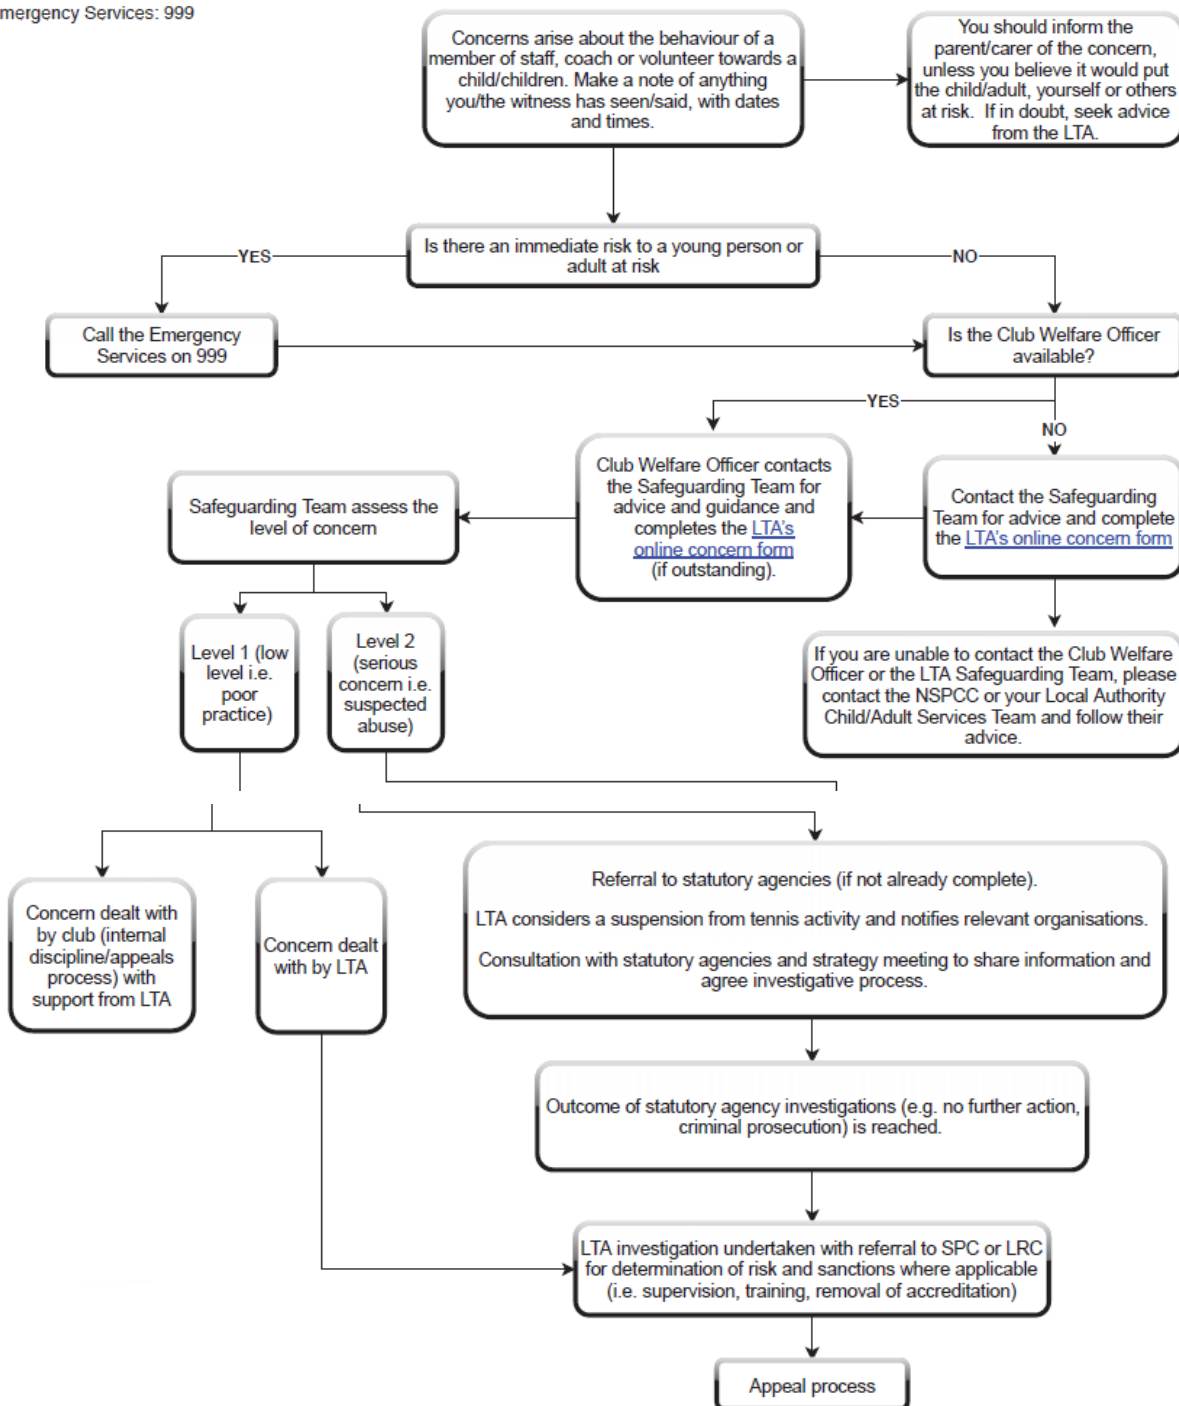 mergency Services: 999
Concerns arise about the behaviour of a
member of staff, coach or volunteer towards a
child/children. Make a note of anything
you/the witness has seen/said, with dates
and times.
You should inform the
parent/carer of the concern,
unless you believe it would put
the child/adult, yourself or others
at risk. If in doubt, seek advice
from the LTA.
Is there an immediate risk to a young person or
adult at risk
YES
NO
Call the Emergency
Services on 999
Is the Club Welfare Officer
available?
YES
NO
Club Welfare Officer contacts
the Safeguarding Team for
advice and guidance and
completes the LTA's
online concern form
(if outstanding).
Contact the Safeguarding
Team for advice and complete
the LTA's online concern form
Safeguarding Team assess the
level of concern
Level 1 (low
level i.e.
poor
practice)
Level 2
(serious
concern i.e.
suspected
abuse)
If you are unable to contact the Club Welfare
Officer or the LTA Safeguarding Team, please
contact the NSPCC or your Local Authority
Child/Adult Services Team and follow their
advice.
Concern dealt with
by club (internal
discipline/appeals
process) with
support from LTA
Concern dealt
with by LTA
Referral to statutory agencies (if not already complete).
LTA considers a suspension from tennis activity and notifies relevant organisations.
Consultation with statutory agencies and strategy meeting to share information and
agree investigative process.
Outcome of statutory agency investigations (e.g. no further action,
criminal prosecution) is reached.
LTA investigation undertaken with referral to SPC or LRC
for determination of risk and sanctions where applicable
(i.e. supervision, training, removal of accreditation)
Appeal process